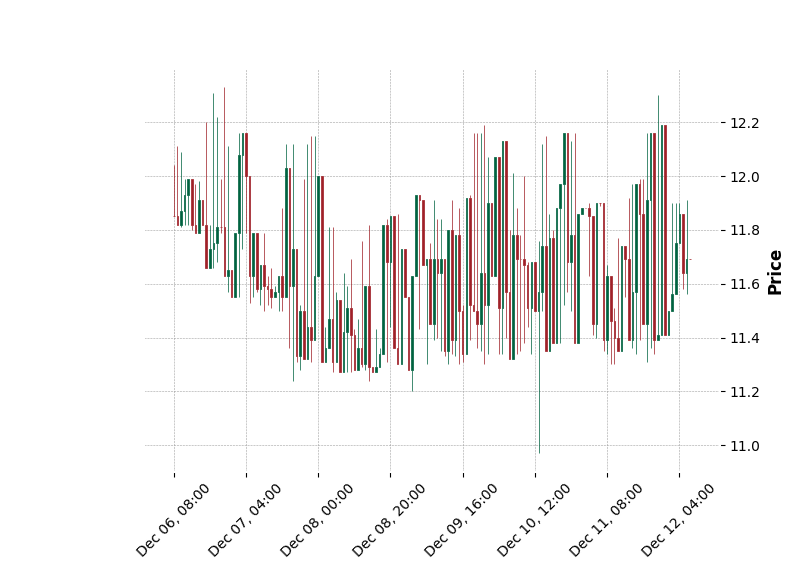 12.2
12.0
11.8
11.6
11.4
11.2
11.0
Price
Dec 06, 08:00
Dec 07, 04:00
Dec 08, 00:00
Dec 08, 20:00
Dec 09, 16:00
Dec 10, 12:00
Dec 11, 08:00
Dec 12, 04:00